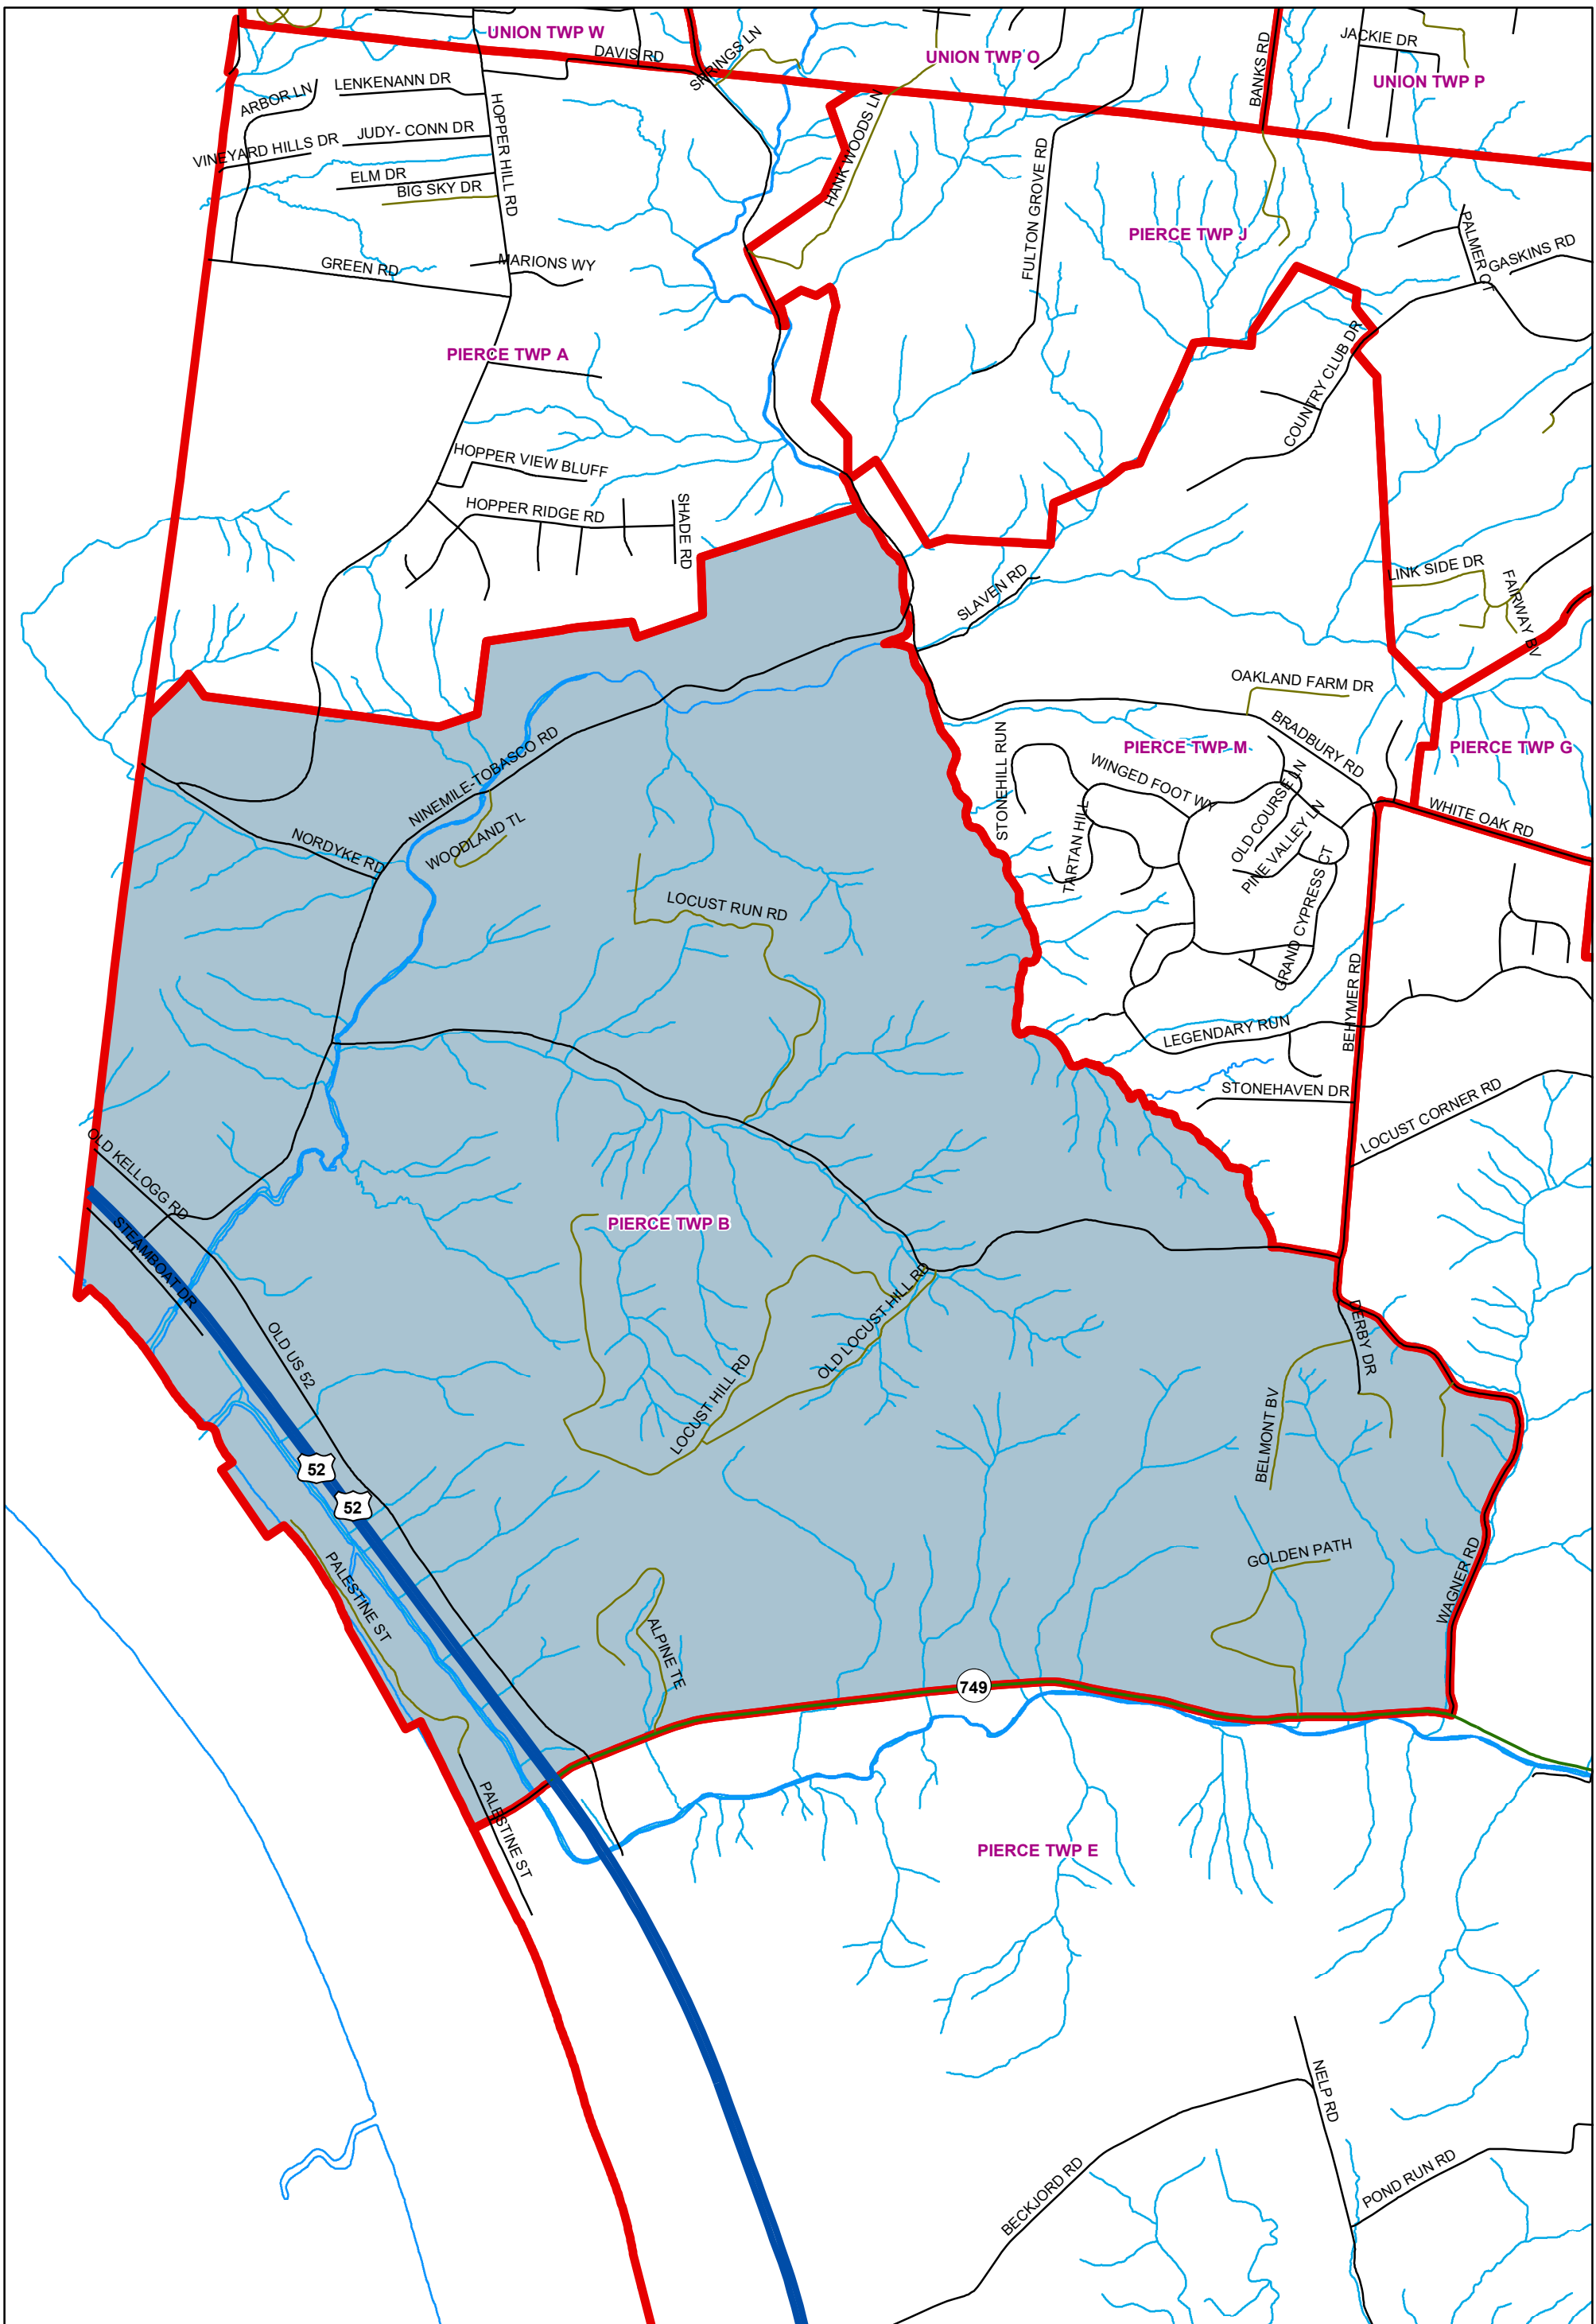 UNION TWP W
DAVIS RD
SPRINGS LN
UNION TWP O
BANKS RD
JACKIE DR
UNION TWP P
ARBOR LN
LENKENANN DR
HOPPER HILL RD
VINEYARD HILLS DR
JUDY- CONN DR
ELM DR
BIG SKY DR
HANK WOODS LN
FULTON GROVE RD
PIERCE TWP J
PALMER CT
GASKINS RD
GREEN RD
MARIONS WY
PIERCE TWP A
COUNTRY CLUB DR
HOPPER VIEW BLUFF
HOPPER RIDGE RD
SHADE RD
SLAVEN RD
LINK SIDE DR
FAIRWAY BV
OAKLAND FARM DR
BRADBURY RD
STONEHILL RUN
PIERCE TWP M
PIERCE TWP G
WINGED FOOT WY
NINEMILE-TOBASCO RD
OLD COURSE LN
WHITE OAK RD
NORDYKE RD
WOODLAND TL
TARTAN HILL
PINE VALLEY LN
LOCUST RUN RD
GRAND CYPRESS CT
BEHYMER RD
LEGENDARY RUN
STONEHAVEN DR
LOCUST CORNER RD
OLD KELLOGG RD
PIERCE TWP B
STEAMBOAT DR
OLD LOCUST HILL RD
DERBY DR
OLD US 52
LOCUST HILL RD
BELMONT BV
52
52
GOLDEN PATH
WAGNER RD
PALESTINE ST
ALPINE TE
749
PALESTINE ST
PIERCE TWP E
NELP RD
BECKJORD RD
POND RUN RD